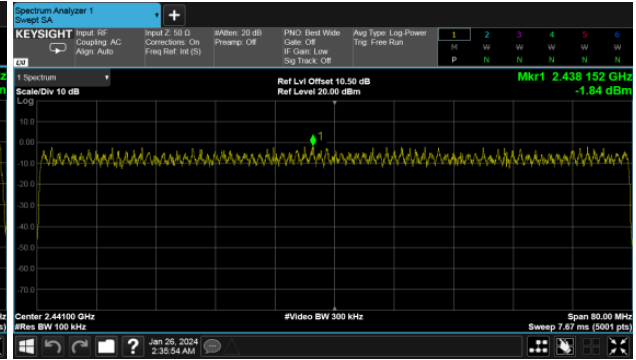 Spectrum Analyzer 1
Swept SA
KEYSIGHT
Input: RF
Coupling: AC
Align: Auto
Input Z: 50 Ω
Corrections: On
Freq Ref: Int (S)
#Atten: 20 dB
Preamp: Off
PNO: Best Wide
Gate: Off
IF Gain: Low
Sig Track: Off
Avg Type: Log-Power
Trig: Free Run
1 2 3 4 5 6
M W W W W W
P N N N N N
LXI
1 Spectrum
Scale/Div 10 dB
Log
Ref Lvl Offset 10.50 dB
Ref Level 20.00 dBm
Mkr1 2.438 152 GHz
-1.84 dBm
1
10.0
0.00
-10.0
-20.0
-30.0
-40.0
-50.0
-60.0
-70.0
Center 2.44100 GHz
#Res BW 100 kHz
#Video BW 300 kHz
Span 80.00 MHz
Sweep 7.67 ms (5001 pts)
?
Jan 26, 2024
2:35:54 AM